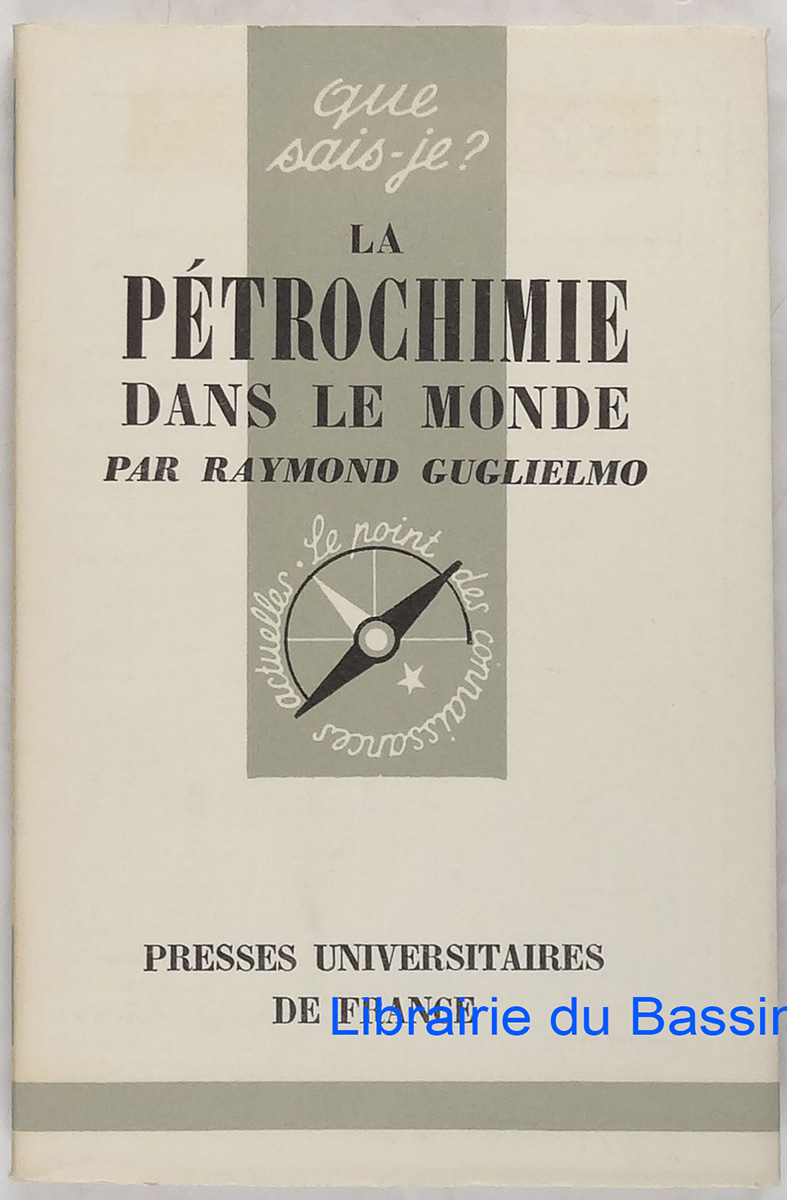 que
sais-je?
LA
PÉTROCHIMIE
DANS LE MONDE
PAR RAYMOND GUGLIELMO
Le point des connaissances actuelles.
PRESSES UNIVERSITAIRES
DE FRANCE
Librairie du Bassin